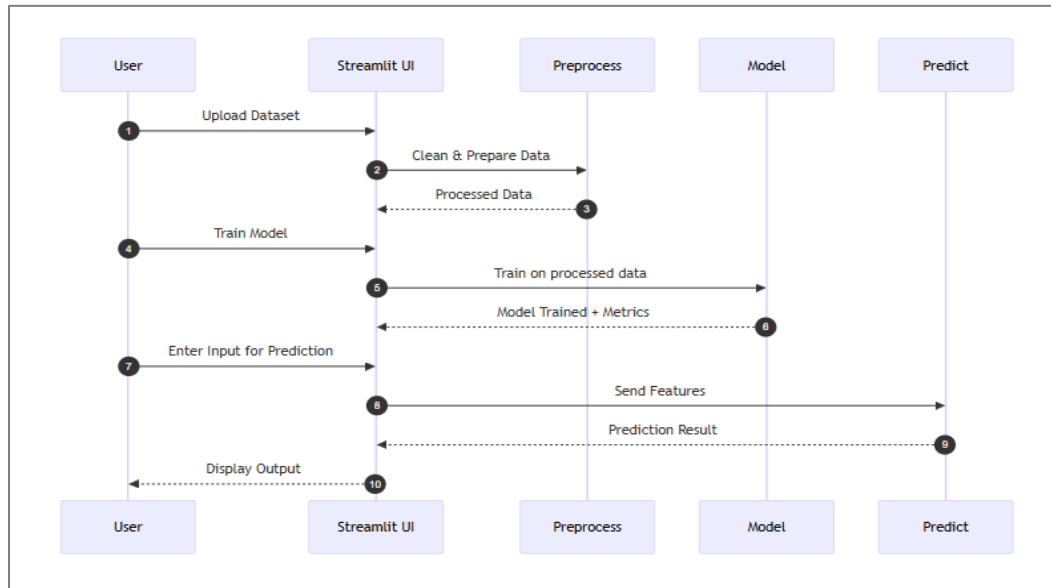 User
Streamlit UI
Preprocess
Model
Predict
Upload Dataset
1
Clean & Prepare Data
2
Processed Data
3
Train Model
4
Train on processed data
5
Model Trained + Metrics
6
Enter Input for Prediction
7
Send Features
8
Prediction Result
9
Display Output
10
User
Streamlit UI
Preprocess
Model
Predict